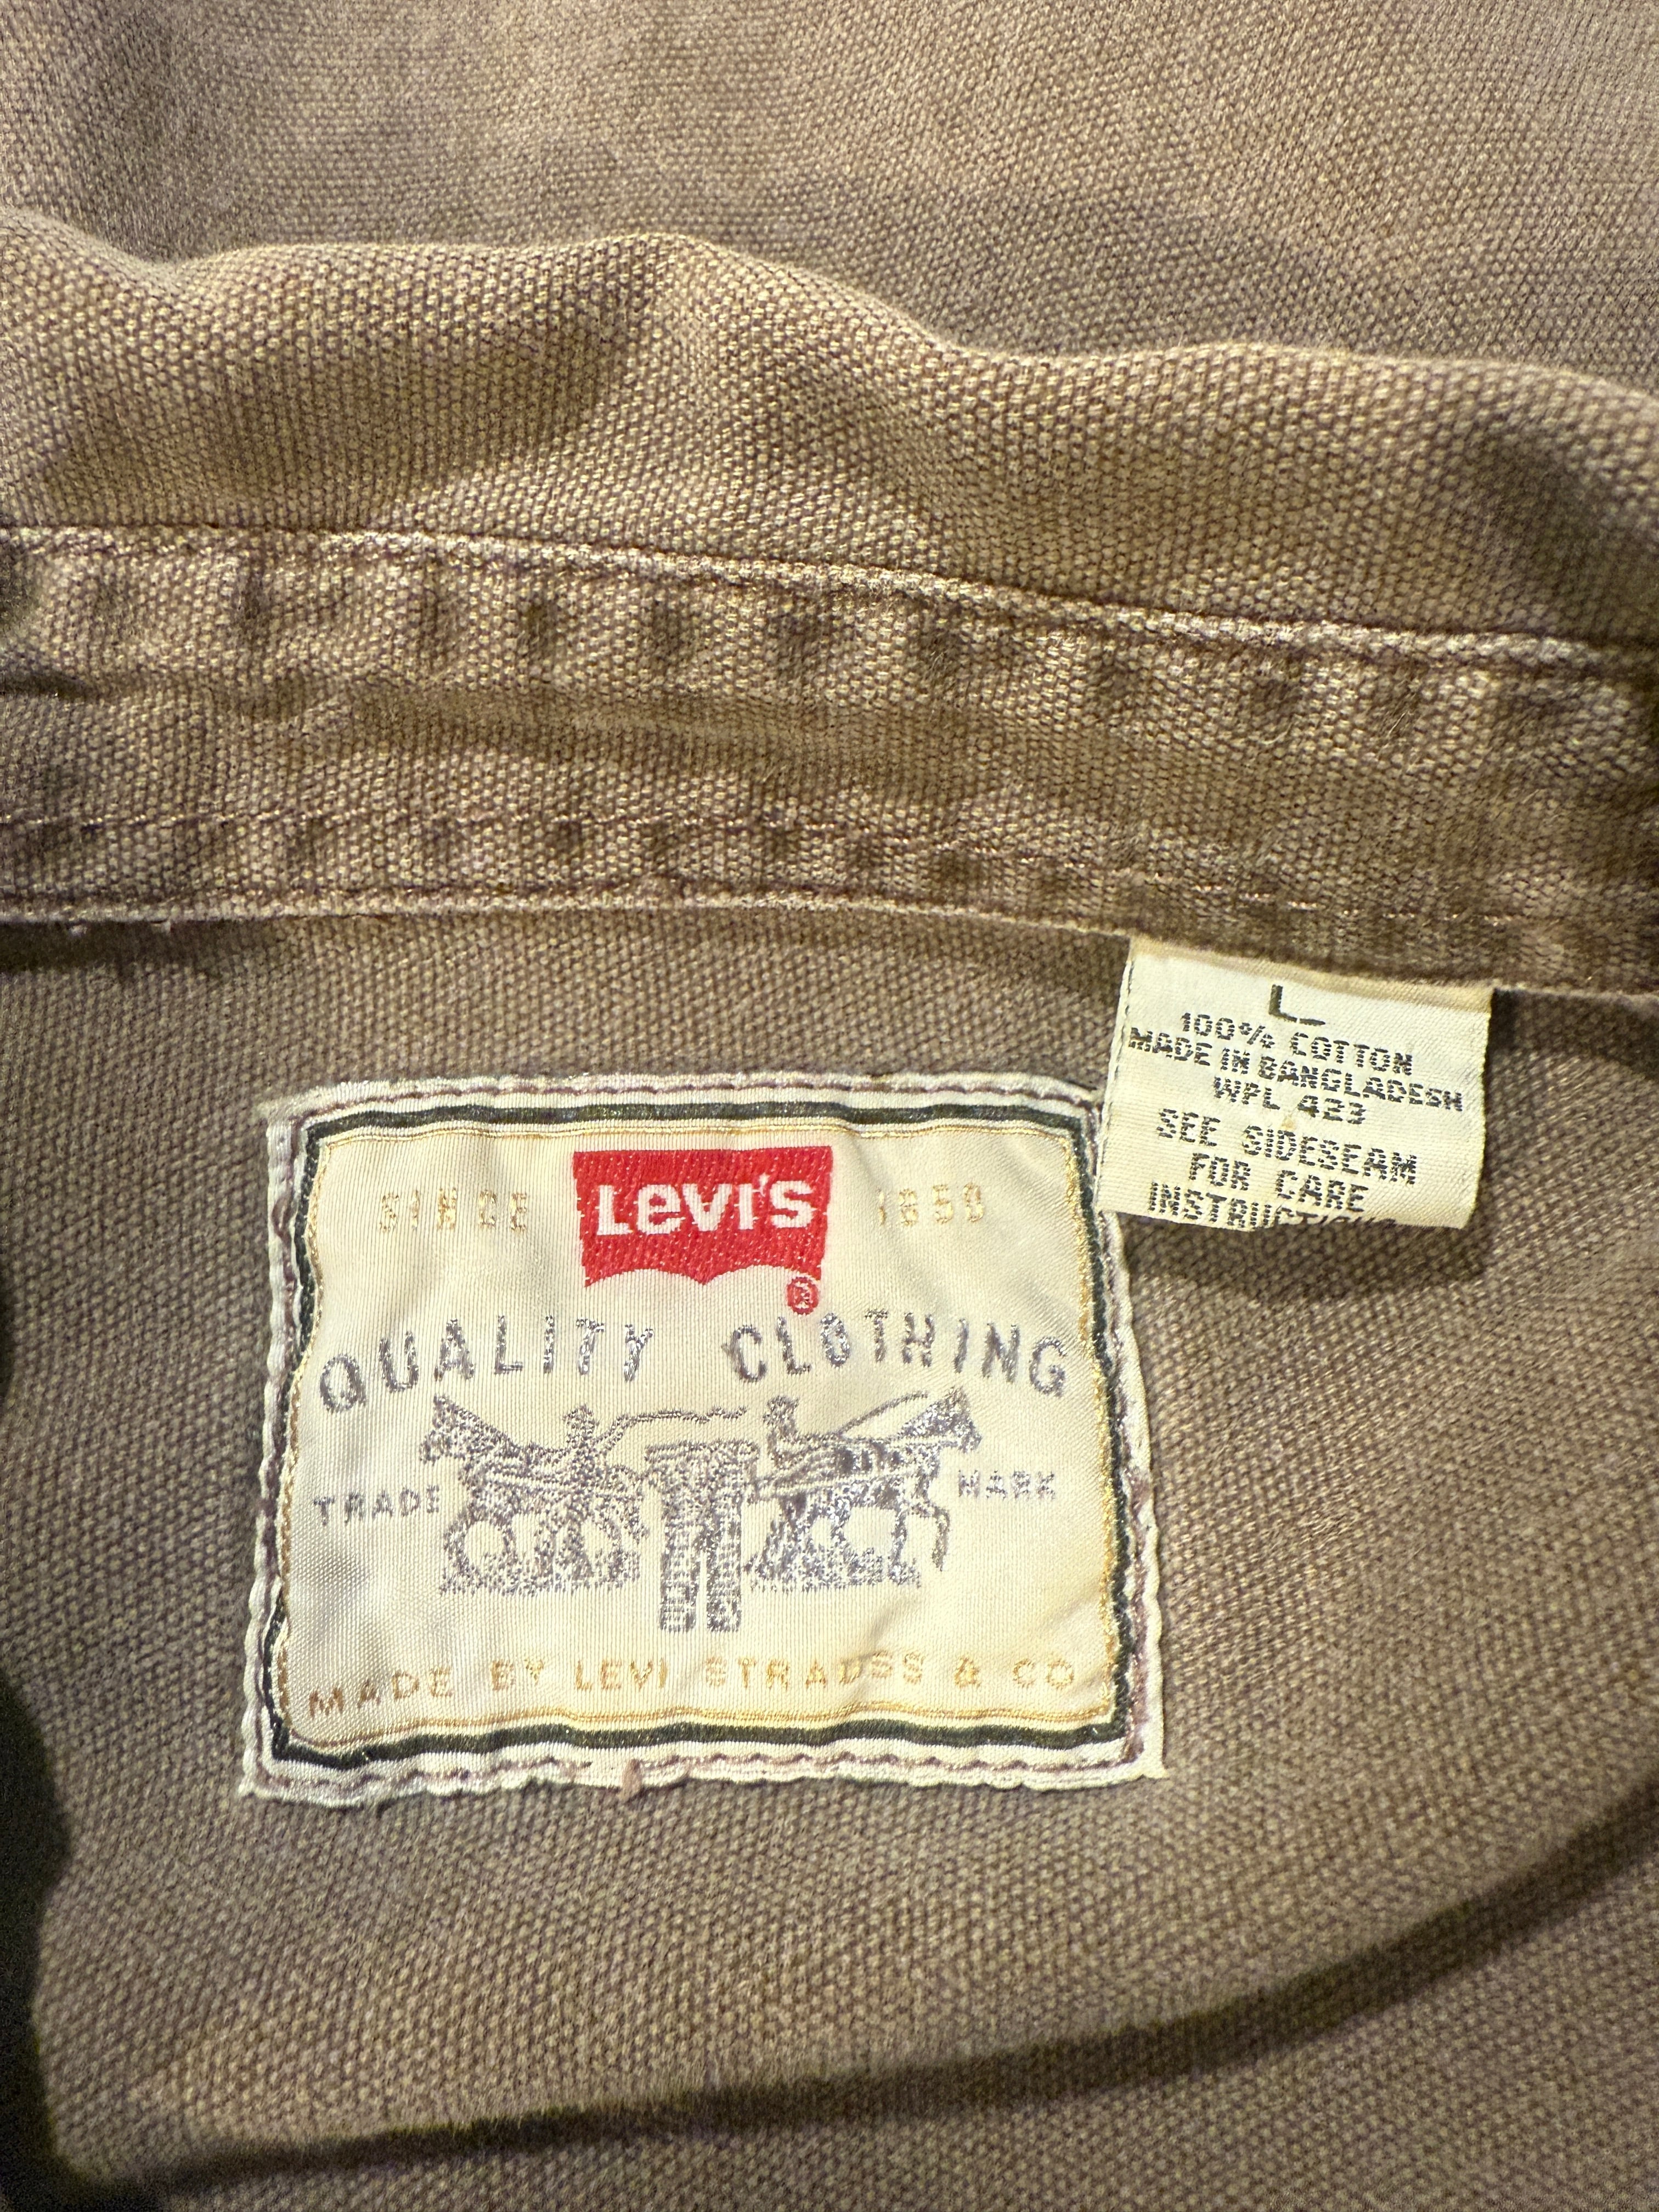 L
100% COTTON
MADE IN BANGLADESH
WPL 423
SEE SIDESEAM
FOR CARE
INSTRUCTIONS
SINCE LEVI'S 1850
®
QUALITY CLOTHING
TRADE MARK
MADE BY LEVI STRAUSS & CO